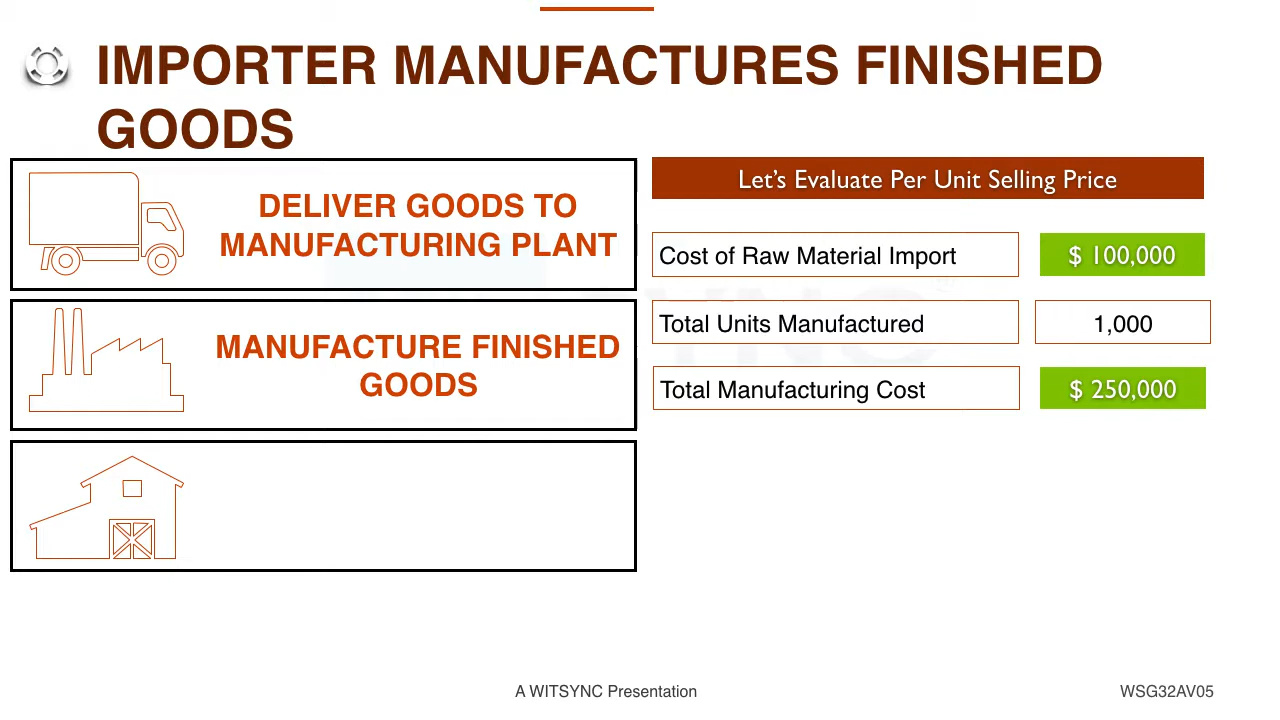 IMPORTER MANUFACTURES FINISHED
GOODS
DELIVER GOODS TO
MANUFACTURING PLANT
MANUFACTURE FINISHED
GOODS
Let’s Evaluate Per Unit Selling Price
Cost of Raw Material Import
$ 100,000
Total Units Manufactured
1,000
Total Manufacturing Cost
$ 250,000
A WITSYNC Presentation
WSG32AV05